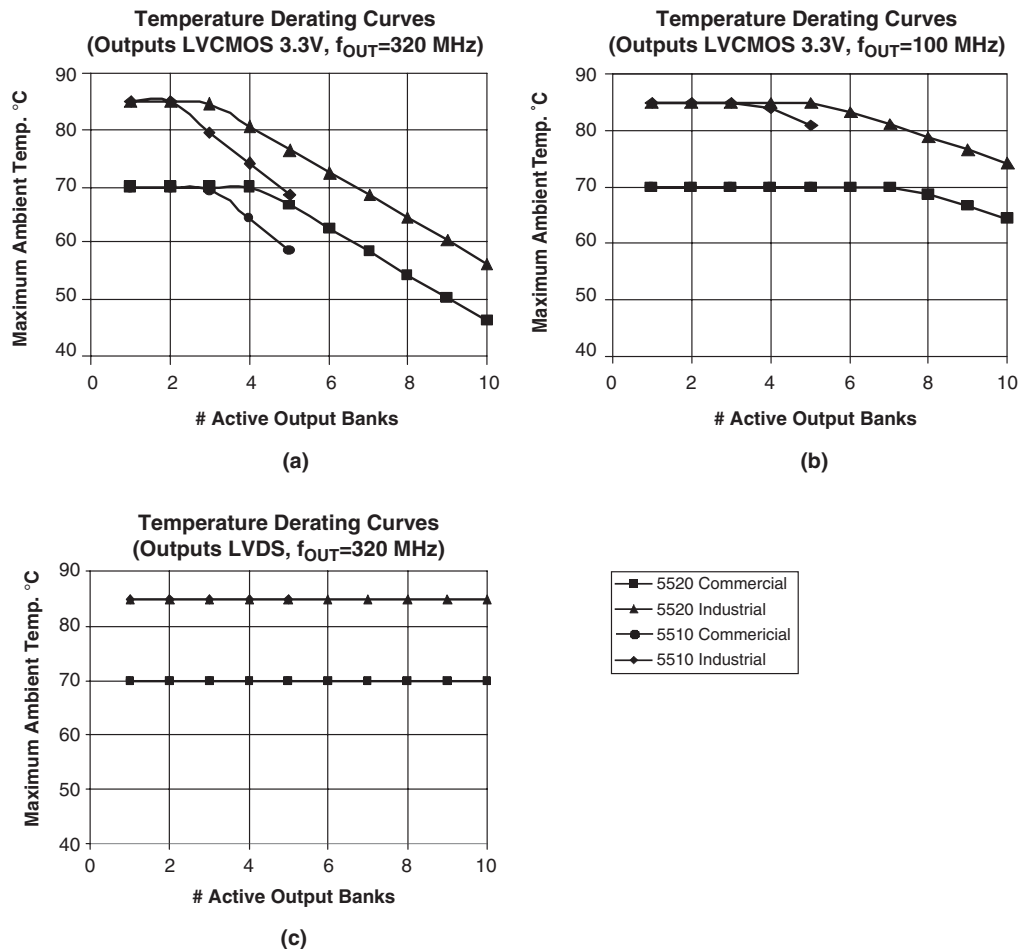 Temperature Derating Curves
(Outputs LVCMOS 3.3V, fOUT=320 MHz)
Maximum Ambient Temp. °C
90
80
70
60
50
40
0 2 4 6 8 10
# Active Output Banks
(a)
Temperature Derating Curves
(Outputs LVCMOS 3.3V, fOUT=100 MHz)
Maximum Ambient Temp. °C
90
80
70
60
50
40
0 2 4 6 8 10
# Active Output Banks
(b)
Temperature Derating Curves
(Outputs LVDS, fOUT=320 MHz)
Maximum Ambient Temp. °C
90
80
70
60
50
40
0 2 4 6 8 10
# Active Output Banks
(c)
5520 Commercial
5520 Industrial
5510 Commericial
5510 Industrial